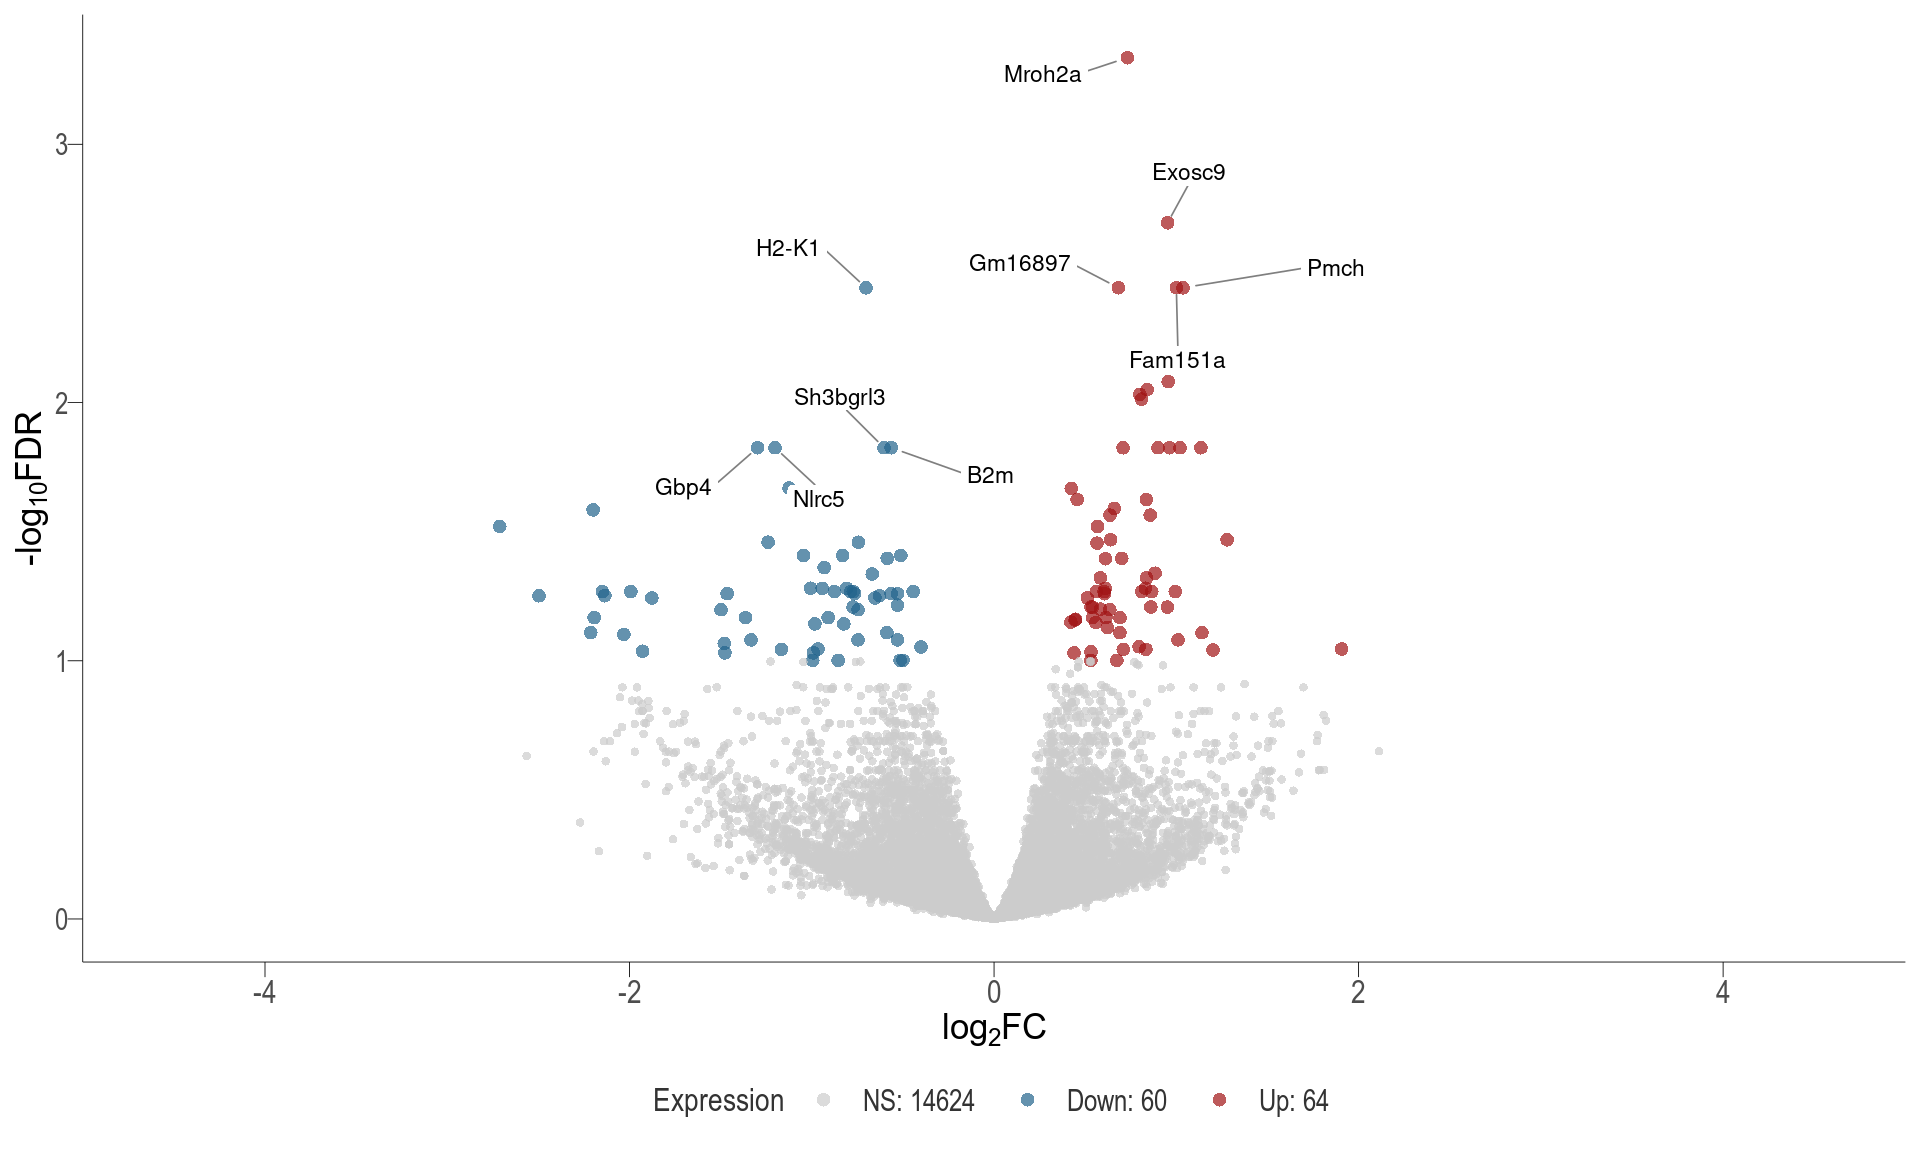 Mroh2a
3
Exosc9
H2-K1
Gm16897
Pmch
Fam151a
Sh3bgrl3
2
B2m
Gbp4
Nlrc5
-log10FDR
1
0
-4 -2 0 2 4
log2FC
Expression NS: 14624 Down: 60 Up: 64